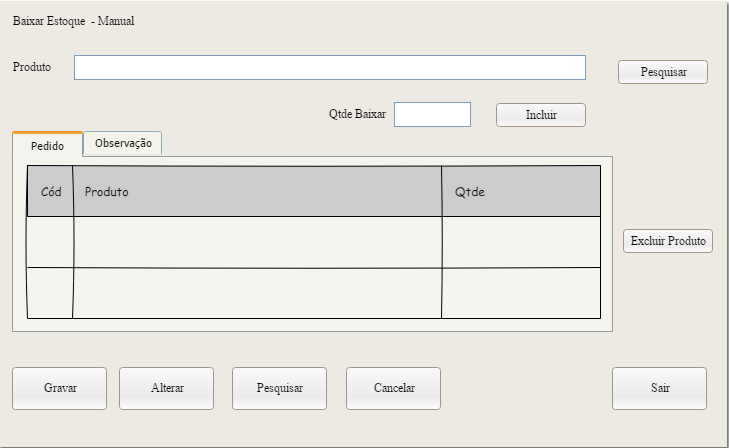 Baixar Estoque - Manual
Produto
Pesquisar
Qtde Baixar
Incluir
Pedido
Observação
Cód Produto Qtde
Excluir Produto
Gravar Alterar Pesquisar Cancelar Sair